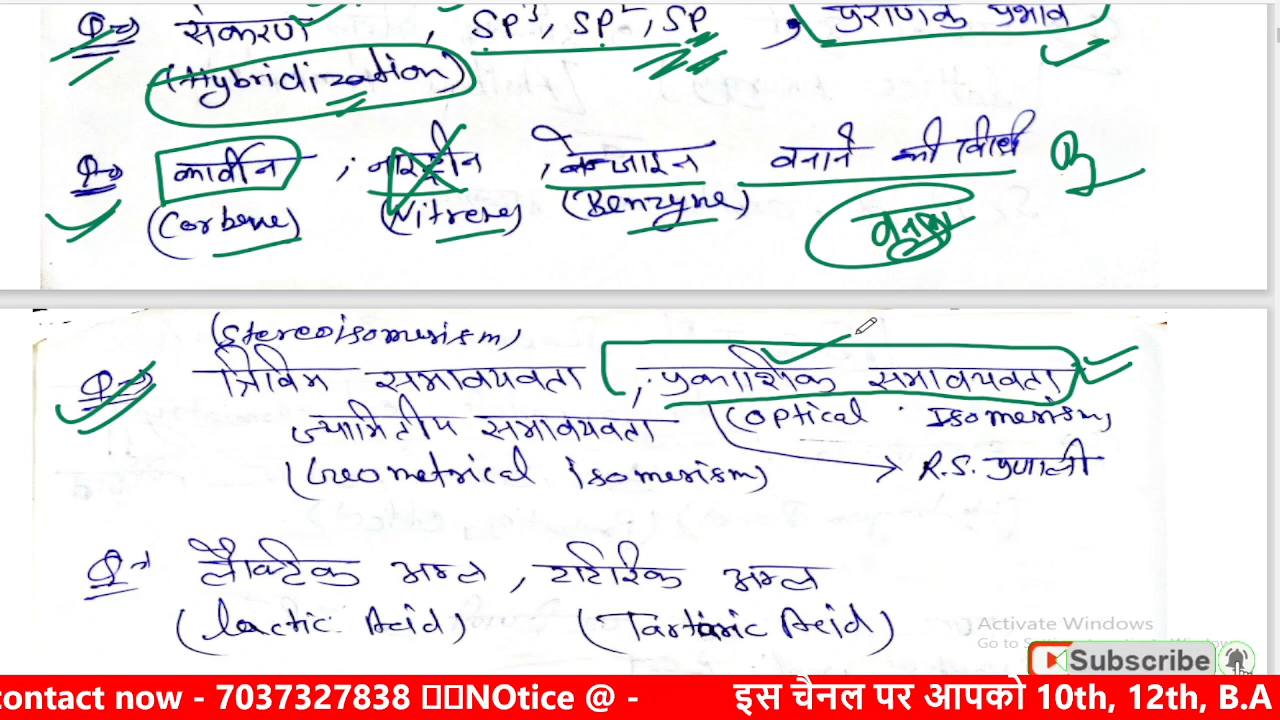 Q→ संकरण , SP³, SP², SP , प्रेरणिक प्रभाव
(Hybridization)
Q→ कार्बीन , नाइट्रीन , बेन्जाइन बनाने की विधि
(Carbene) (Nitrene) (Benzyne)
(Stereoisomerism)
Q→ त्रिविम समावयवता , प्रकाशिक समावयवता
ज्यामितीय समावयवता (Optical Isomerism)
(Geometrical isomerism) → R.S. प्रणाली
Q→ लैक्टिक अम्ल , टार्टरिक अम्ल
(Lactic Acid) (Tartaric Acid)
Activate Windows
Subscribe
contact now - 7037327838 NOtice @ - इस चैनल पर आपको 10th, 12th, B.A